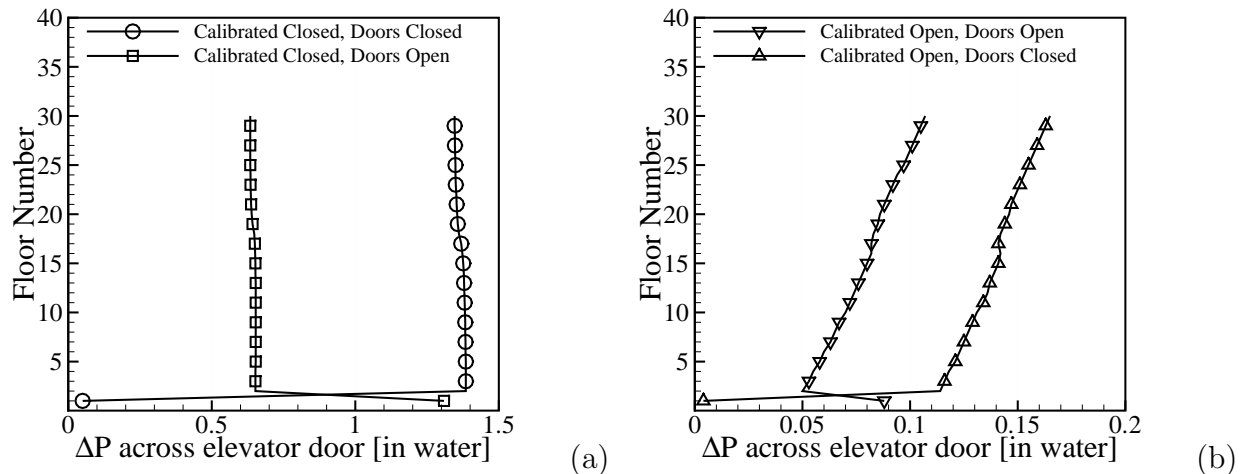 Calibrated Closed, Doors Closed
Calibrated Closed, Doors Open
Floor Number
40
35
30
25
20
15
10
5
0
0.5
1
1.5
ΔP across elevator door [in water]
(a)
Calibrated Open, Doors Open
Calibrated Open, Doors Closed
Floor Number
40
35
30
25
20
15
10
5
0
0.05
0.1
0.15
0.2
ΔP across elevator door [in water]
(b)